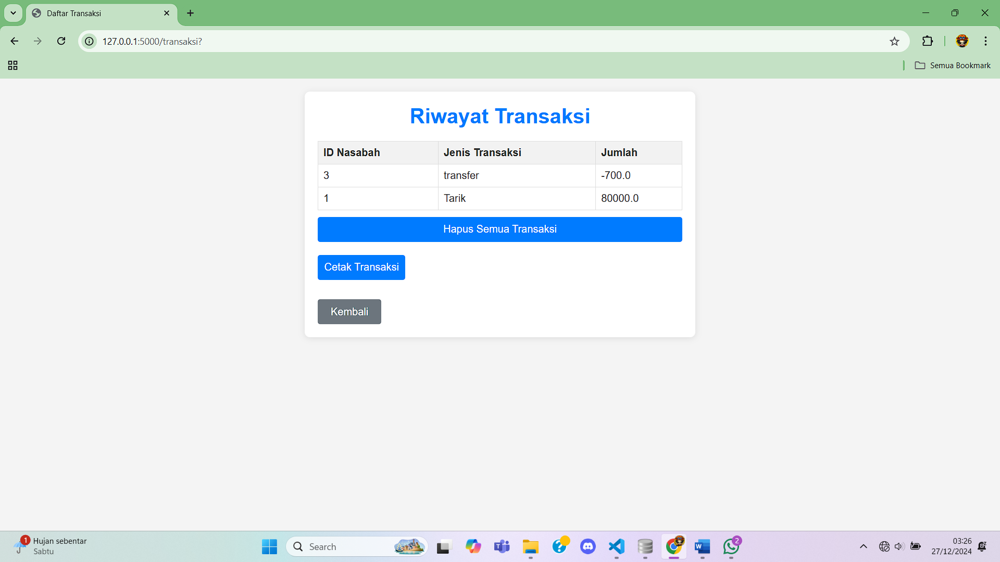 Daftar Transaksi
127.0.0.1:5000/transaksi?
Semua Bookmark
Riwayat Transaksi
ID Nasabah Jenis Transaksi Jumlah
3 transfer -700.0
1 Tarik 80000.0
Hapus Semua Transaksi
Cetak Transaksi
Kembali
1
Hujan sebentar
Sabtu
Search
2
03:26
27/12/2024